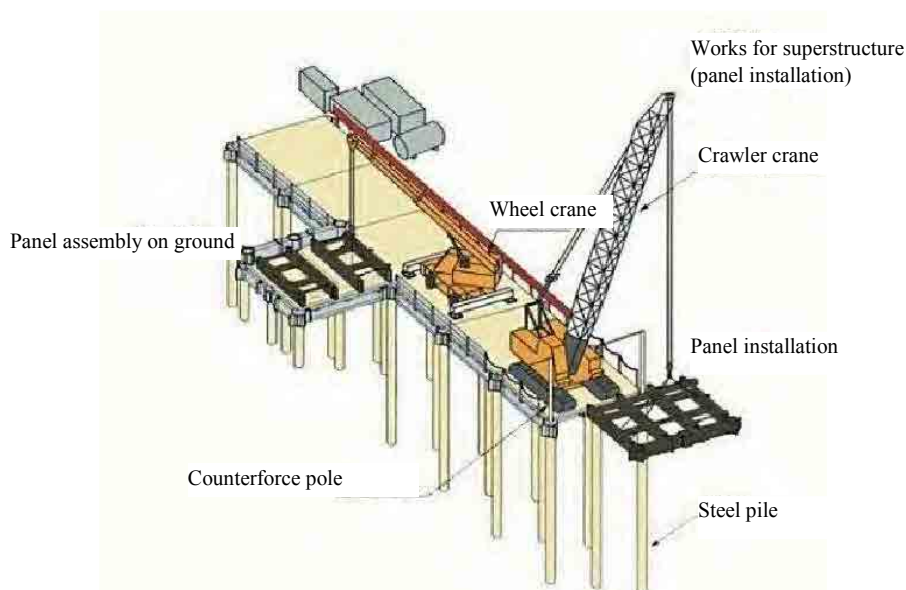 Works for superstructure
(panel installation)
Crawler crane
Wheel crane
Panel assembly on ground
Panel installation
Counterforce pole
Steel pile